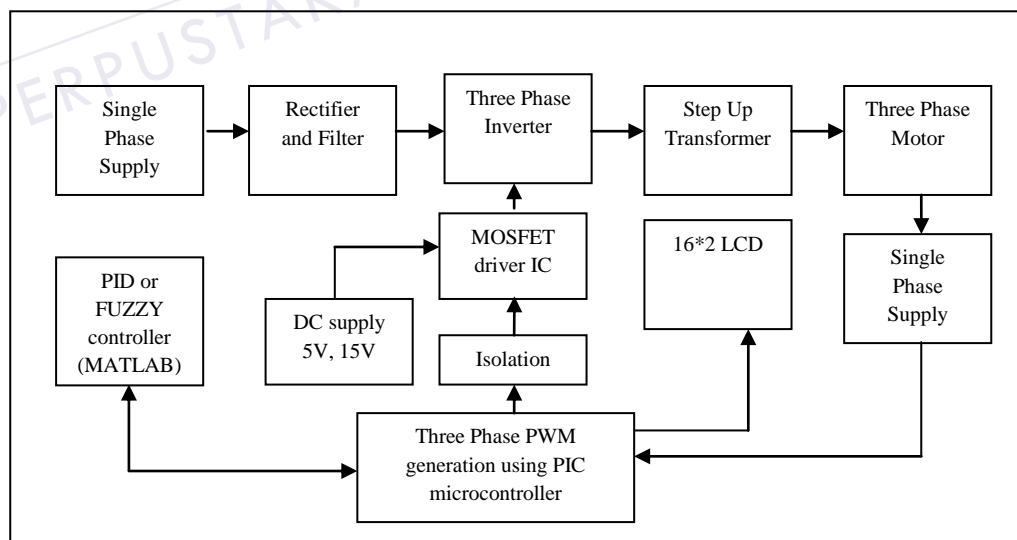 PERPUSTAKA
Single
Phase
Supply
Rectifier
and Filter
Three Phase
Inverter
Step Up
Transformer
Three Phase
Motor
MOSFET
driver IC
16*2 LCD
Single
Phase
Supply
PID or
FUZZY
controller
(MATLAB)
DC supply
5V, 15V
Isolation
Three Phase PWM
generation using PIC
microcontroller